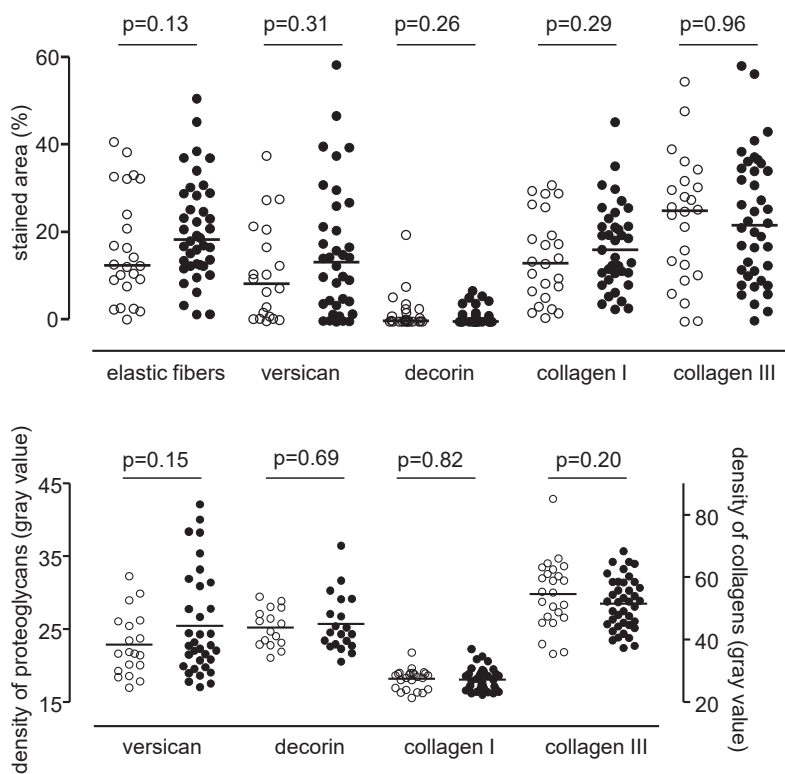 p=0.13 p=0.31 p=0.26 p=0.29 p=0.96
stained area (%)
60
40
20
0
elastic fibers versican decorin collagen I collagen III
p=0.15 p=0.69 p=0.82 p=0.20
density of proteoglycans (gray value)
45
35
25
15
density of collagens (gray value)
80
60
40
20
versican decorin collagen I collagen III